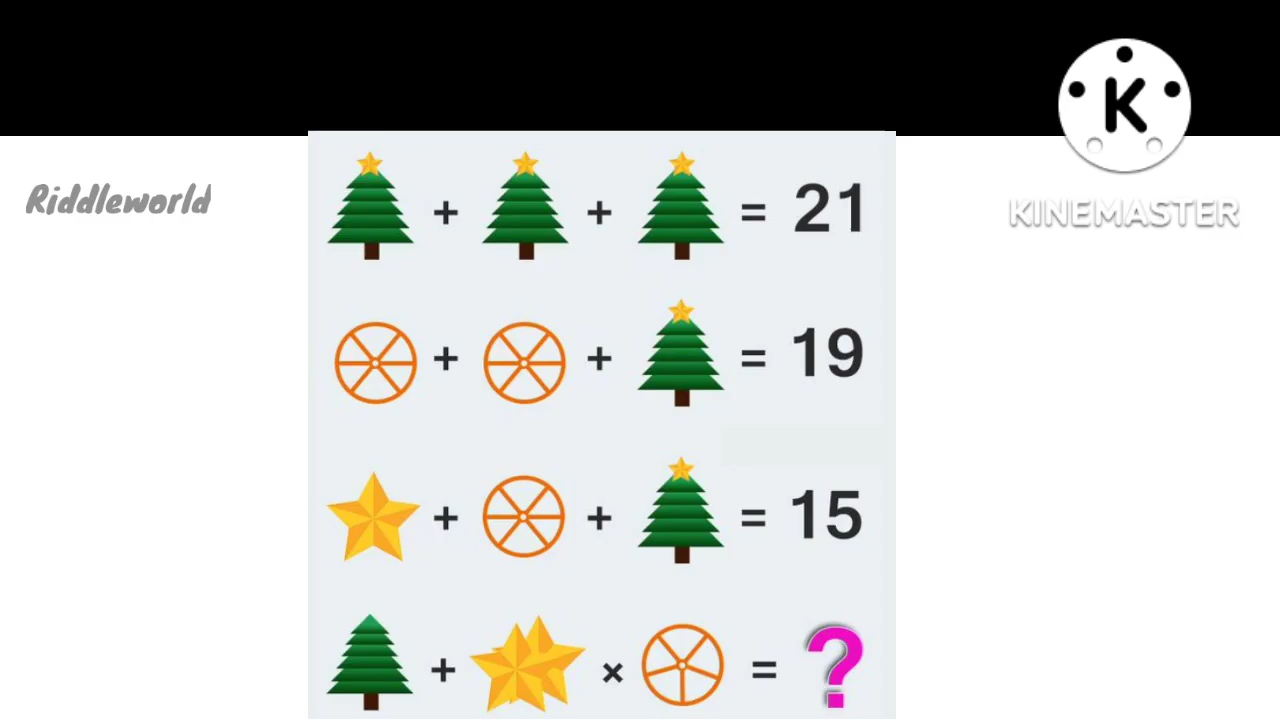 K
Riddleworld
KINEMASTER
+ + = 21
+ + = 19
+ + = 15
+ × = ?